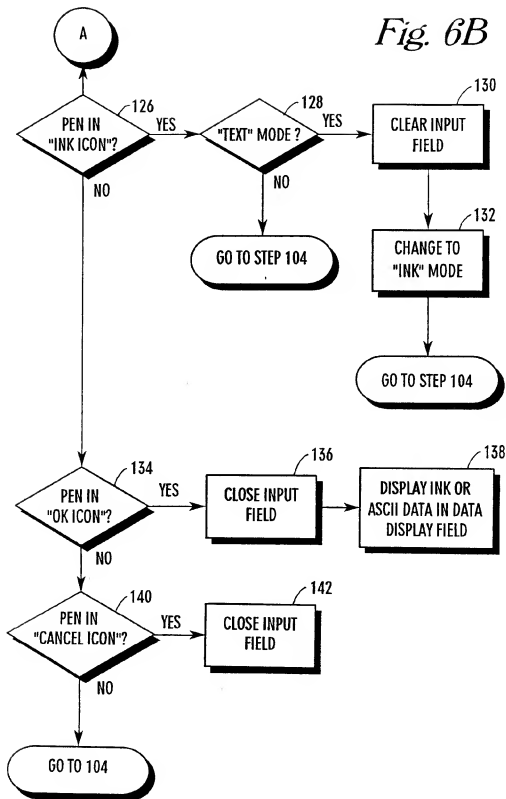 A
Fig. 6B
126
PEN IN
"INK ICON"?
YES
NO
128
"TEXT" MODE ?
YES
NO
130
CLEAR INPUT
FIELD
132
CHANGE TO
"INK" MODE
GO TO STEP 104
GO TO STEP 104
134
PEN IN
"OK ICON"?
YES
NO
136
CLOSE INPUT
FIELD
138
DISPLAY INK OR
ASCII DATA IN DATA
DISPLAY FIELD
140
PEN IN
"CANCEL ICON"?
YES
NO
142
CLOSE INPUT
FIELD
GO TO 104